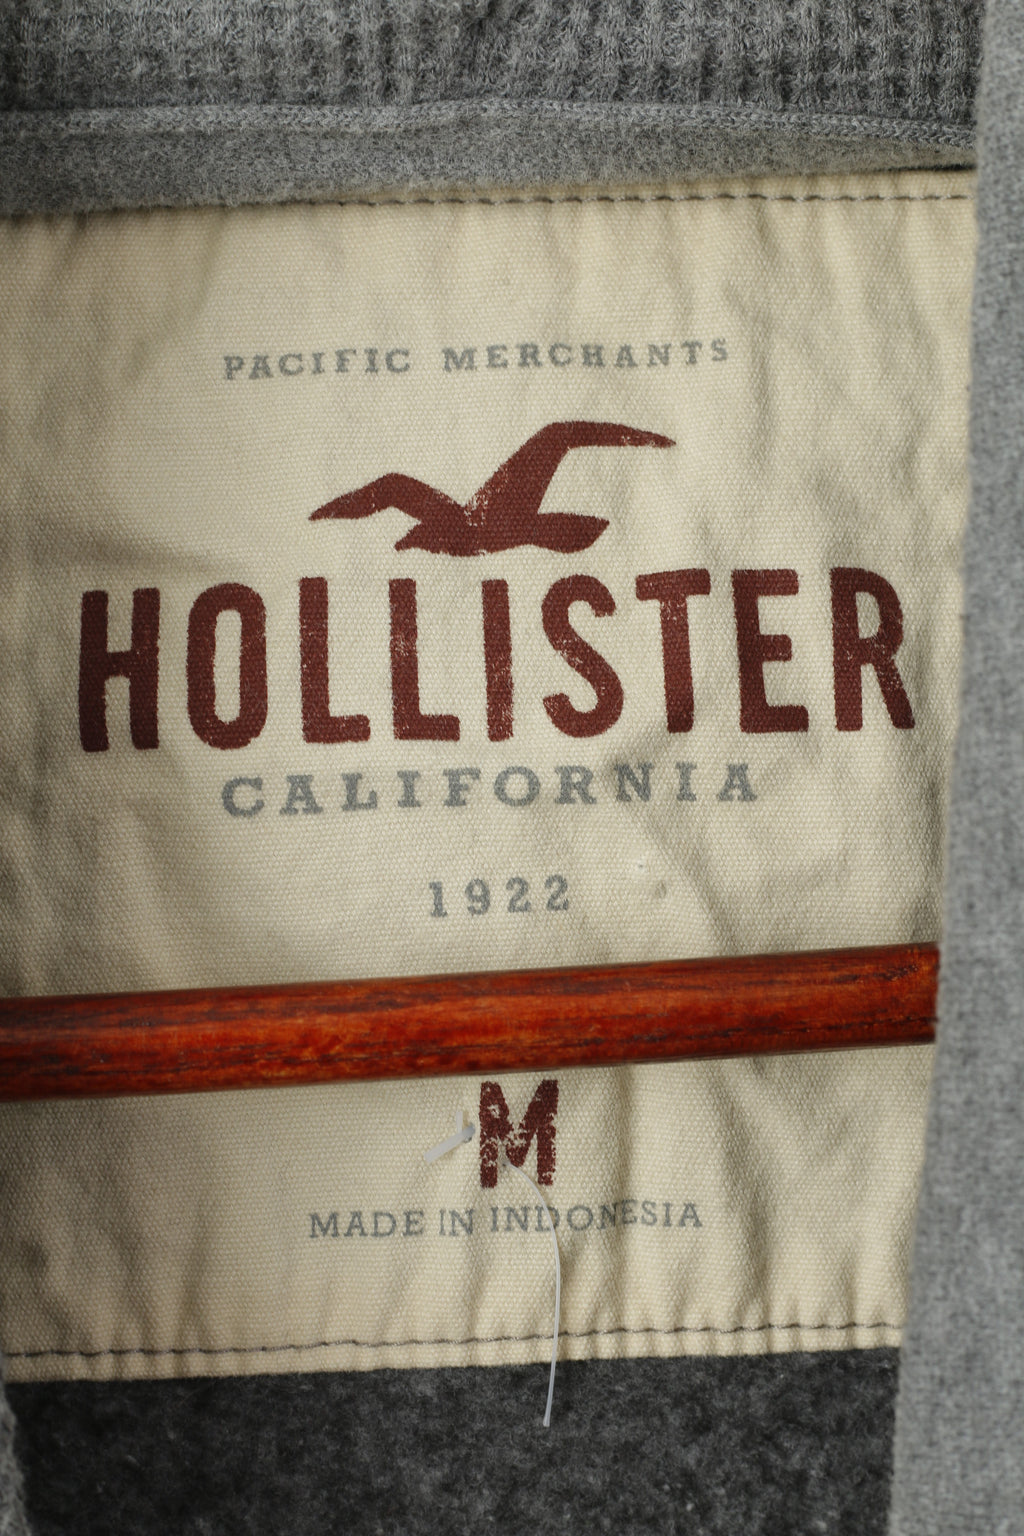 PACIFIC MERCHANTS
HOLLISTER
CALIFORNIA
1922
M
MADE IN INDONESIA